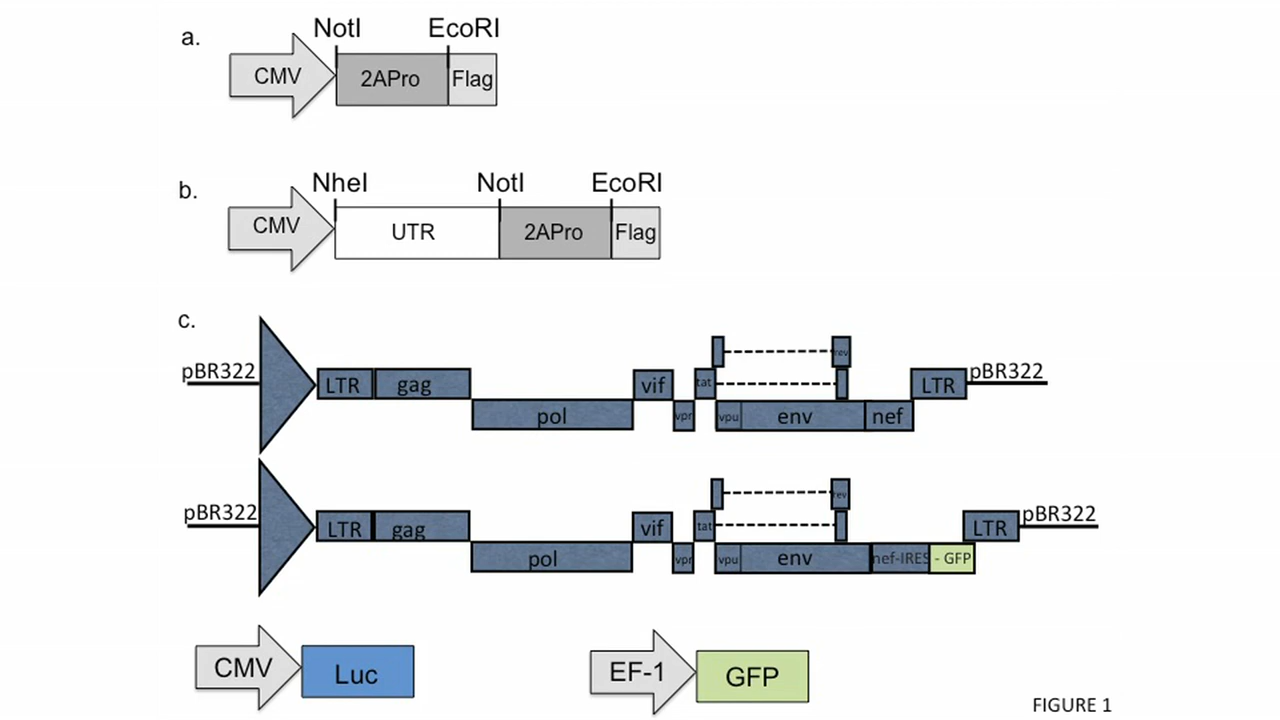 a.
NotI EcoRI
CMV 2APro Flag
b.
NheI NotI EcoRI
CMV UTR 2APro Flag
c.
rev
pBR322 LTR gag vif tat LTR pBR322
pol vpr vpu env nef
rev
pBR322 LTR gag vif tat LTR pBR322
pol vpr vpu env nef-IRES - GFP
CMV Luc EF-1 GFP
FIGURE 1